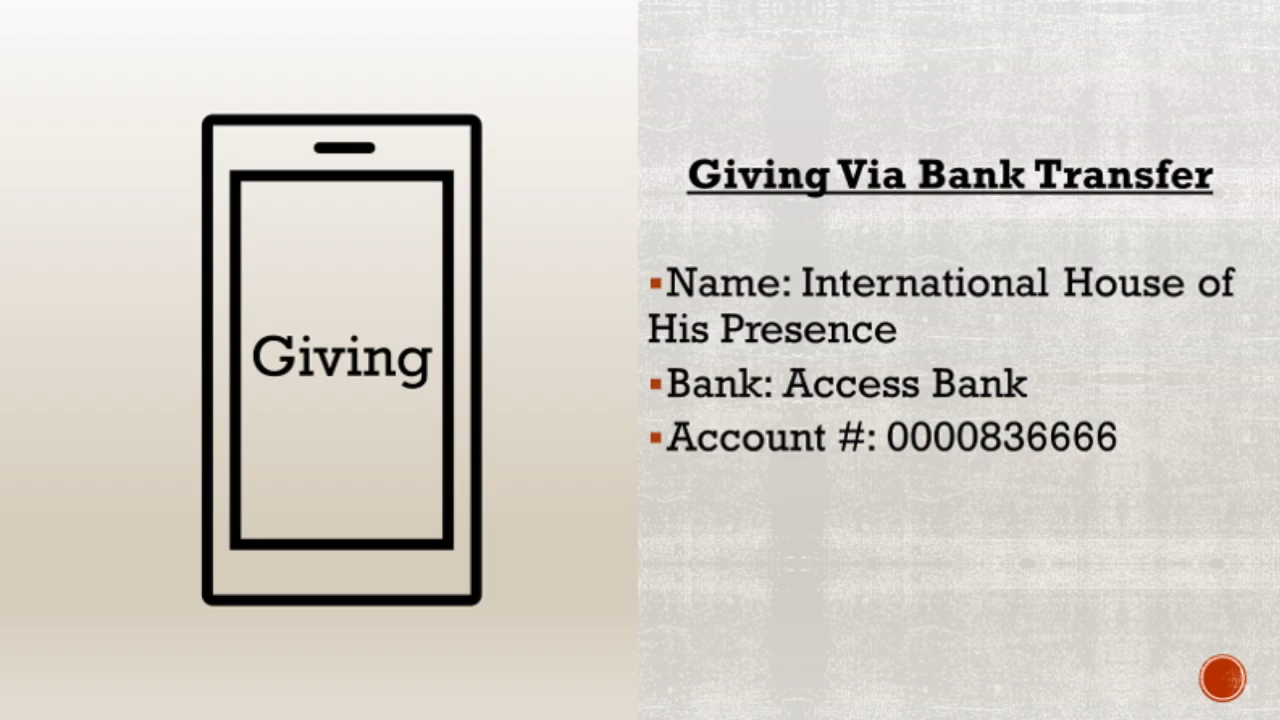 Giving
Giving Via Bank Transfer
▪Name: International House of
His Presence
▪Bank: Access Bank
▪Account #: 0000836666